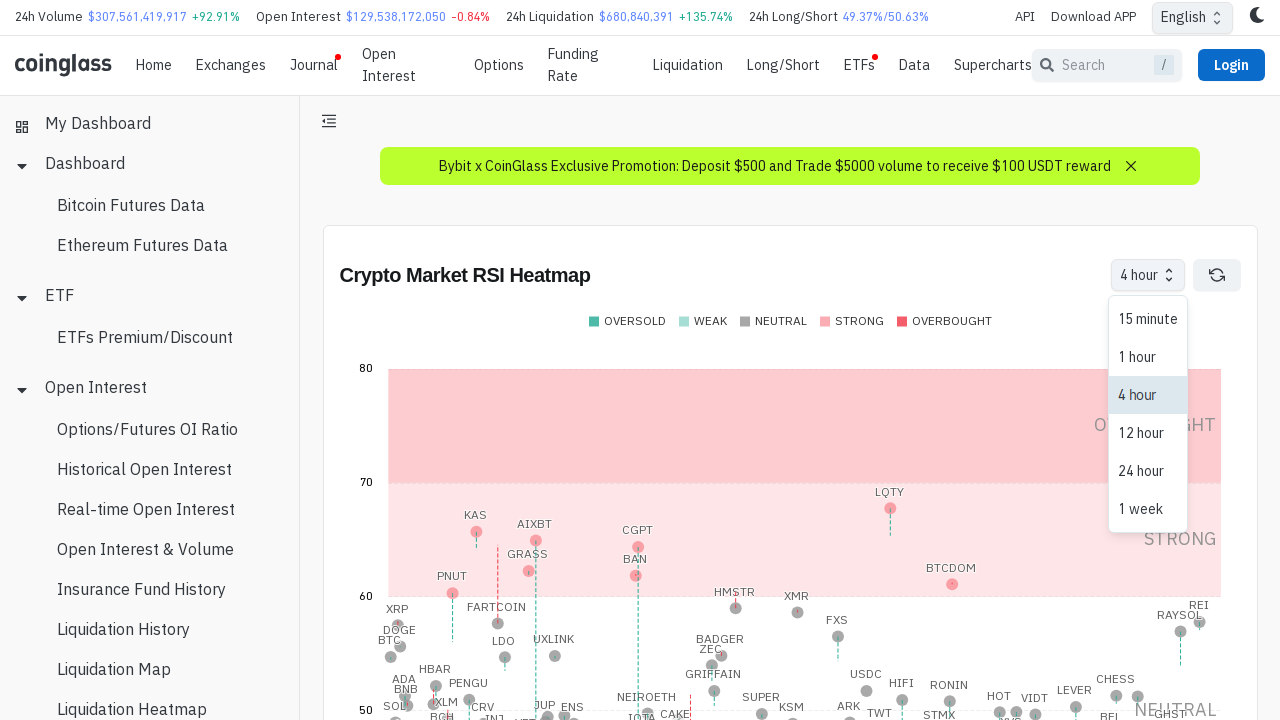 24h Volume $307,561,419,917 +92.91% Open Interest $129,538,172,050 -0.84% 24h Liquidation $680,840,391 +135.74% 24h Long/Short 49.37%/50.63% API Download APP English
coinglass Home Exchanges Journal Open Interest Options Funding Rate Liquidation Long/Short ETFs Data Supercharts Search / Login
My Dashboard
Dashboard
Bitcoin Futures Data
Ethereum Futures Data
ETF
ETFs Premium/Discount
Open Interest
Options/Futures OI Ratio
Historical Open Interest
Real-time Open Interest
Open Interest & Volume
Insurance Fund History
Liquidation History
Liquidation Map
Liquidation Heatmap
Bybit x CoinGlass Exclusive Promotion: Deposit $500 and Trade $5000 volume to receive $100 USDT reward
Crypto Market RSI Heatmap
4 hour
15 minute
1 hour
4 hour
12 hour
24 hour
1 week
OVERSOLD WEAK NEUTRAL STRONG OVERBOUGHT
80
70
LQTY
KAS
AIXBT
CGPT
STRONG
GRASS
BAN
BTCDOM
PNUT
60
HMSTR
XMR
XRP
FARTCOIN
REI
RAYSOL
FXS
DOGE
BTC
LDO
UXLINK
BADGER
ZEC
HBAR
GRIFFAIN
USDC
ADA
PENGU
BNB
HIFI
RONIN
CHESS
LEVER
SOL
XLM
CRV
JUP
ENS
NEIROETH
SUPER
ARK
HOT
VIDT
50
CAKE
KSM
TWT
STMX
NEUTRAL